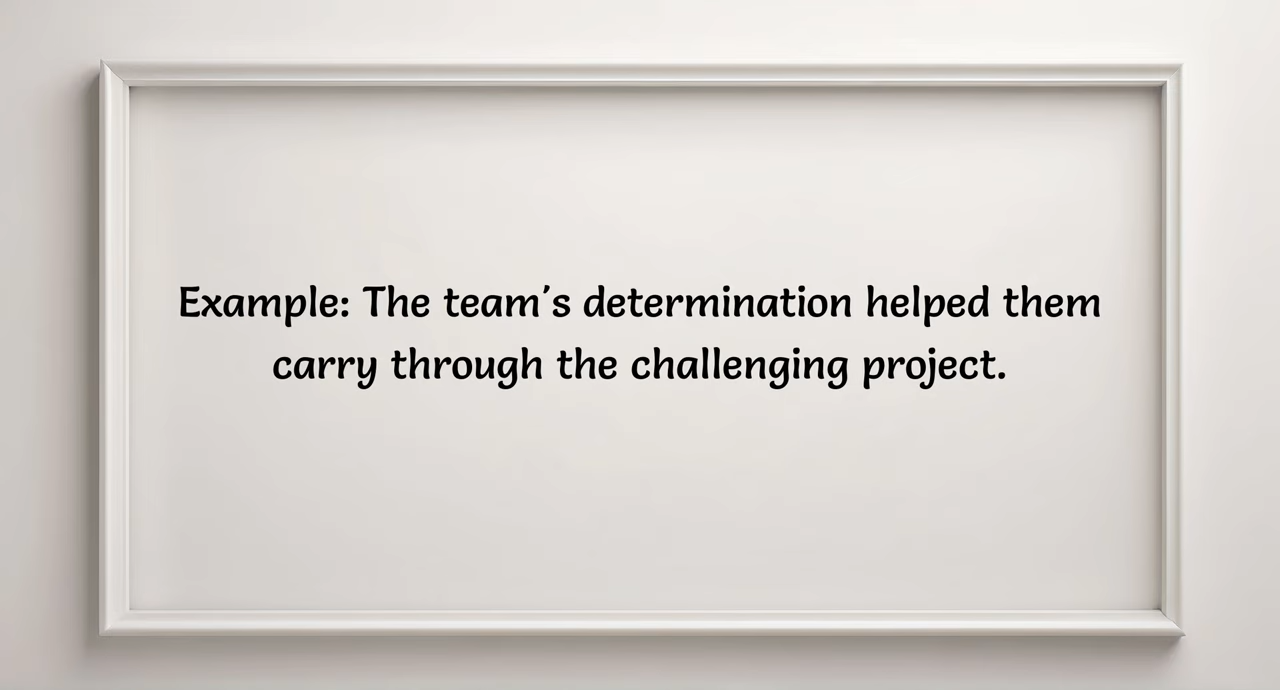 Example: The team's determination helped them
carry through the challenging project.